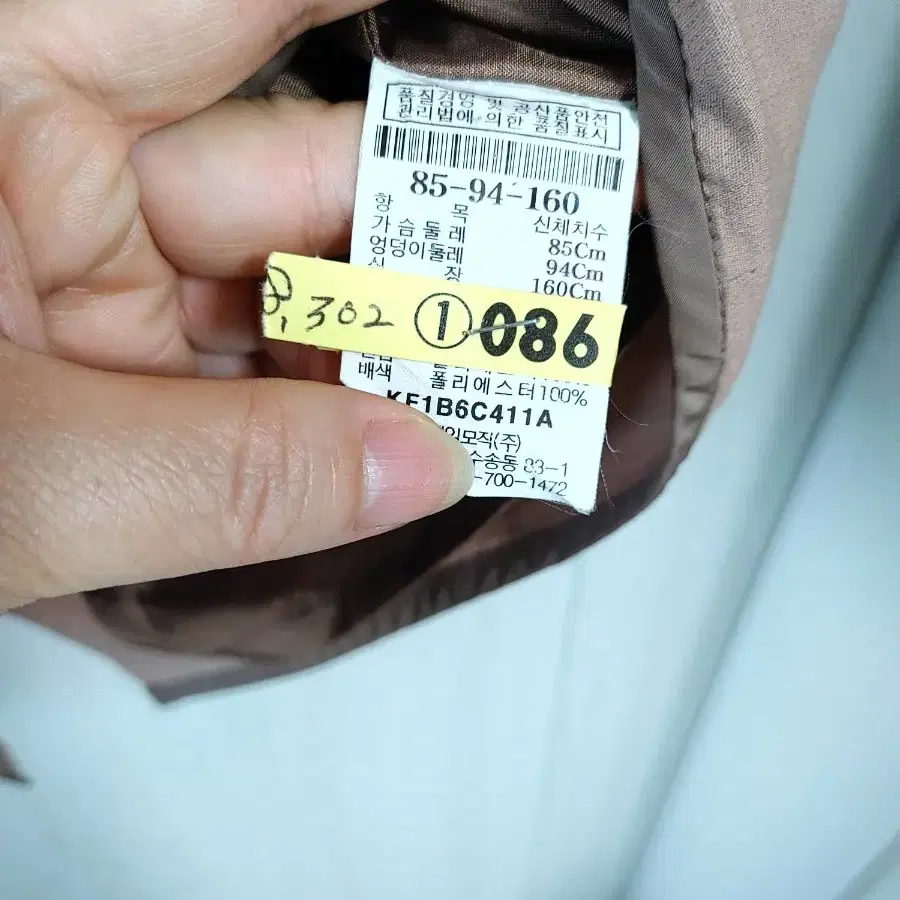 품질경영 및 공산품안전
관리법에 의한 품질표시
85-94-160
항 목 신체치수
가슴둘레 85Cm
엉덩이둘레 94Cm
장 160Cm
302 ① 086
배색 폴리에스터100%
KF1B6C411A
모직(주)
수송동 83-1
-700-1472